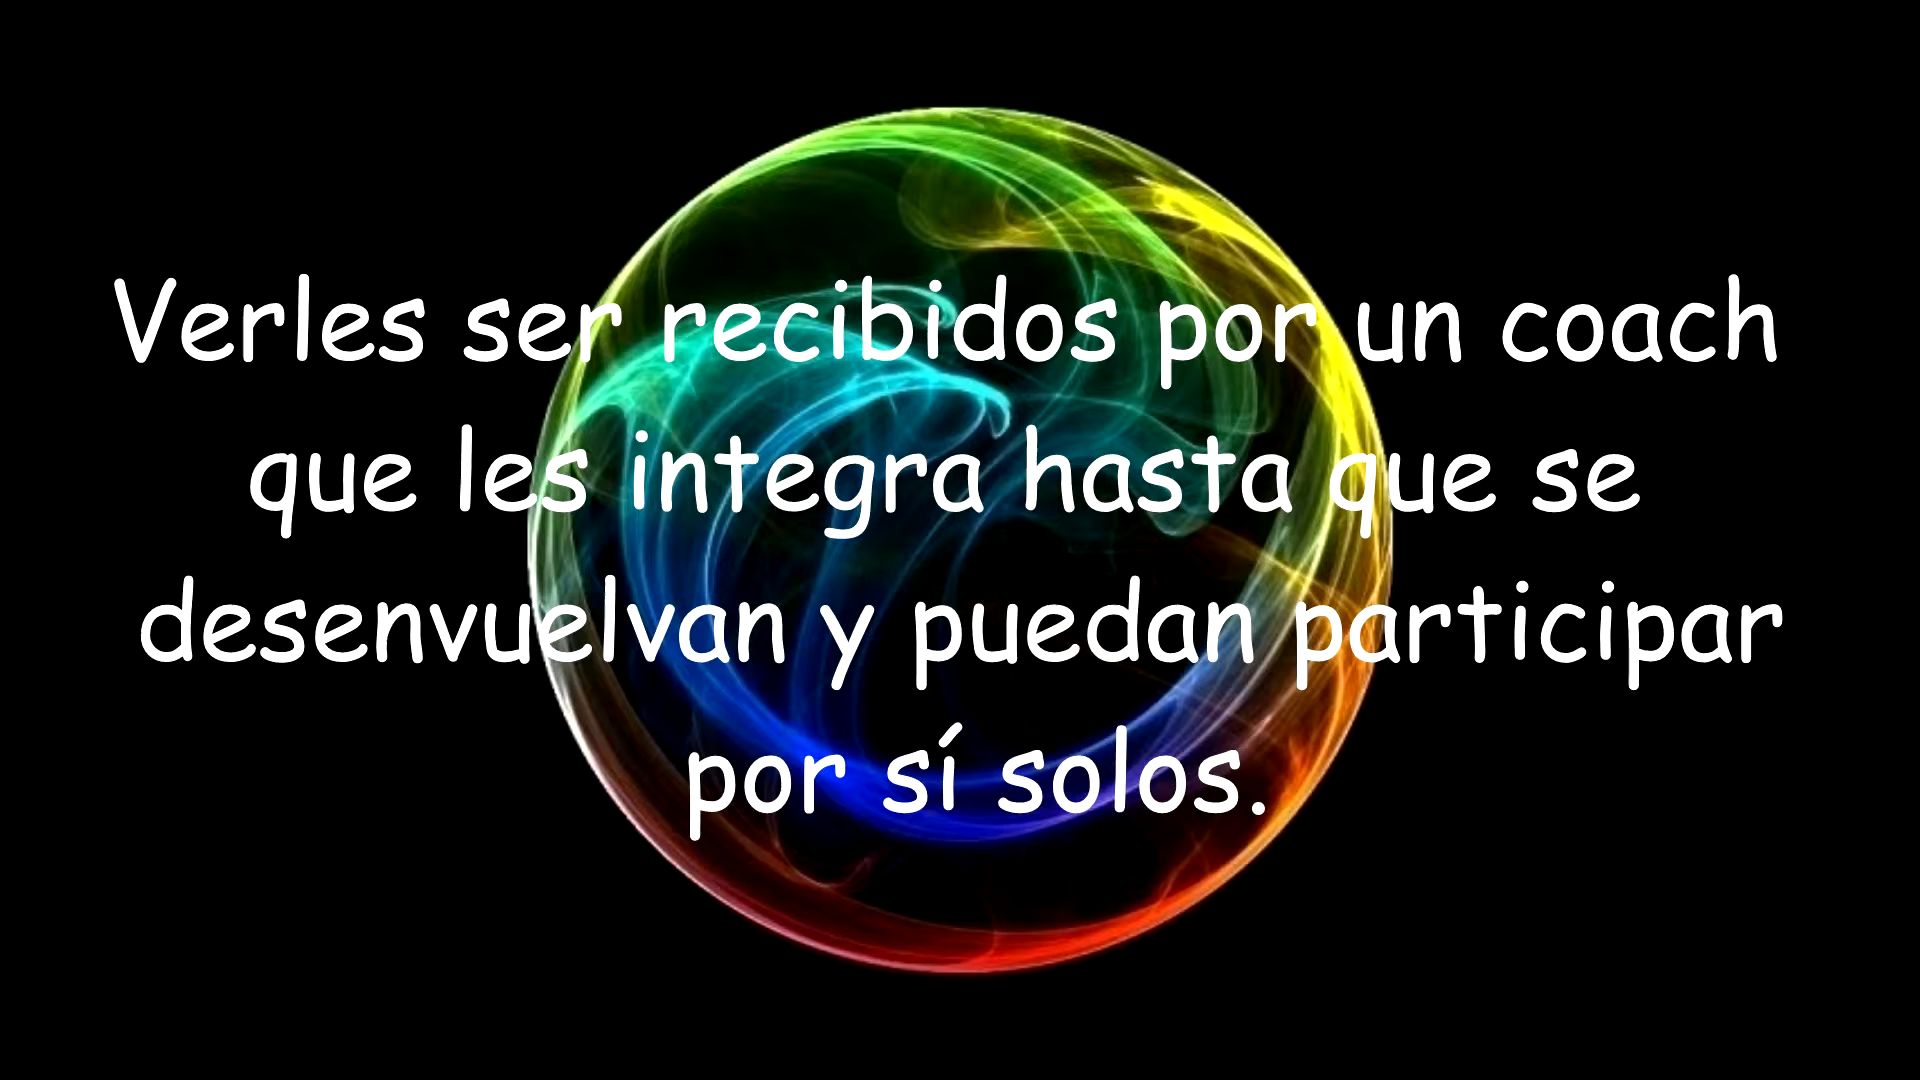 Verles ser recibidos por un coach
que les integra hasta que se
desenvuelvan y puedan participar
por sí solos.